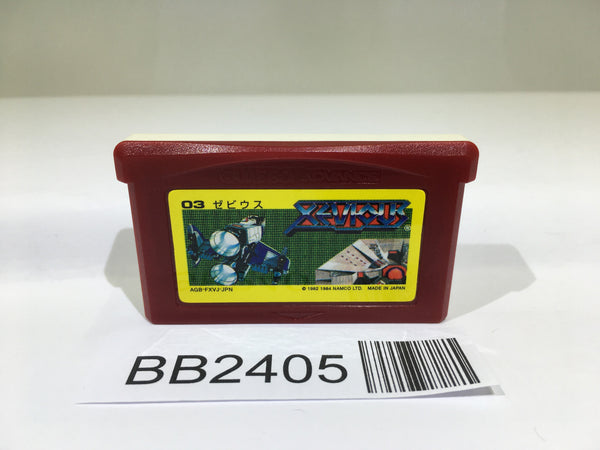 GAME BOY ADVANCE
03 ゼビウス
XEVIOUS
®
AGB-FXVJ-JPN
© 1982 1984 NAMCO LTD. MADE IN JAPAN
BB2405